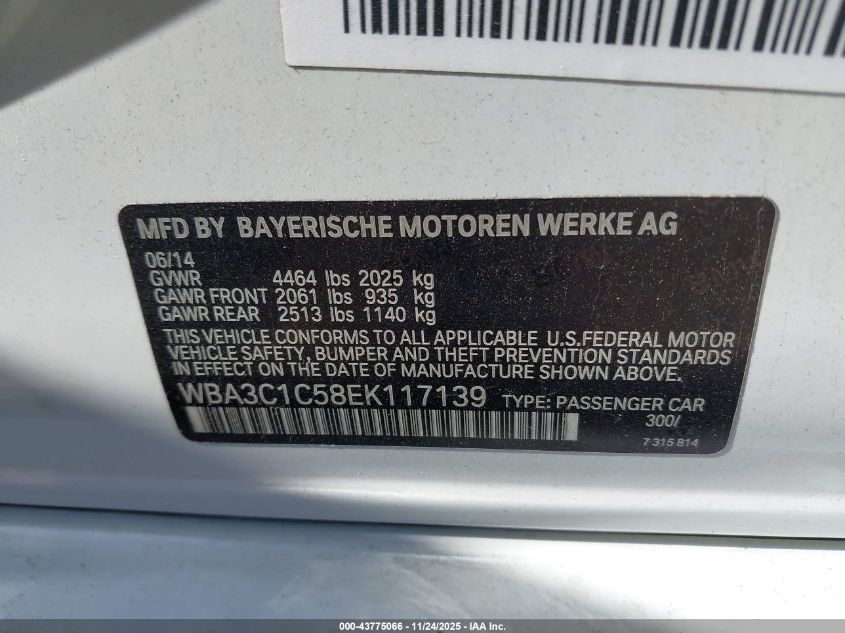 MFD BY BAYERISCHE MOTOREN WERKE AG
06/14
GVWR 4464 lbs 2025 kg
GAWR FRONT 2061 lbs 935 kg
GAWR REAR 2513 lbs 1140 kg
THIS VEHICLE CONFORMS TO ALL APPLICABLE U.S.FEDERAL MOTOR
VEHICLE SAFETY, BUMPER AND THEFT PREVENTION STANDARDS
IN EFFECT ON THE DATE OF MANUFACTURE SHOWN ABOVE.
WBA3C1C58EK117139 TYPE: PASSENGER CAR
300/
7 315 814
000-43775066 - 11/24/2025 - IAA Inc.